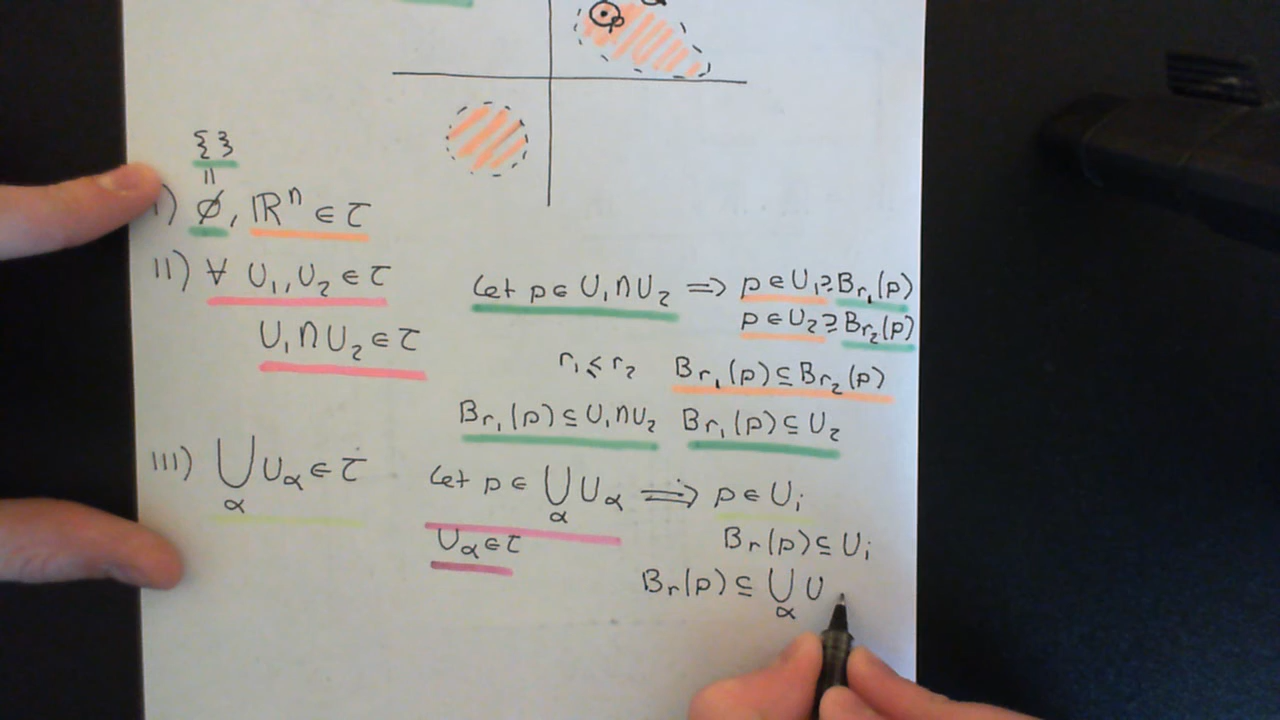 p
{ }
=
I) ∅, ℝⁿ ∈ τ
II) ∀ U₁, U₂ ∈ τ
U₁ ∩ U₂ ∈ τ
Let p ∈ U₁ ∩ U₂ ⟹ p ∈ U₁ ⊇ B_{r₁}(p)
p ∈ U₂ ⊇ B_{r₂}(p)
r₁ ≤ r₂ B_{r₁}(p) ⊆ B_{r₂}(p)
B_{r₁}(p) ⊆ U₁ ∩ U₂ B_{r₁}(p) ⊆ U₂
III) ⋃_α U_α ∈ τ
Let p ∈ ⋃_α U_α ⟹ p ∈ U_i
U_α ∈ τ
B_r(p) ⊆ U_i
B_r(p) ⊆ ⋃_α U